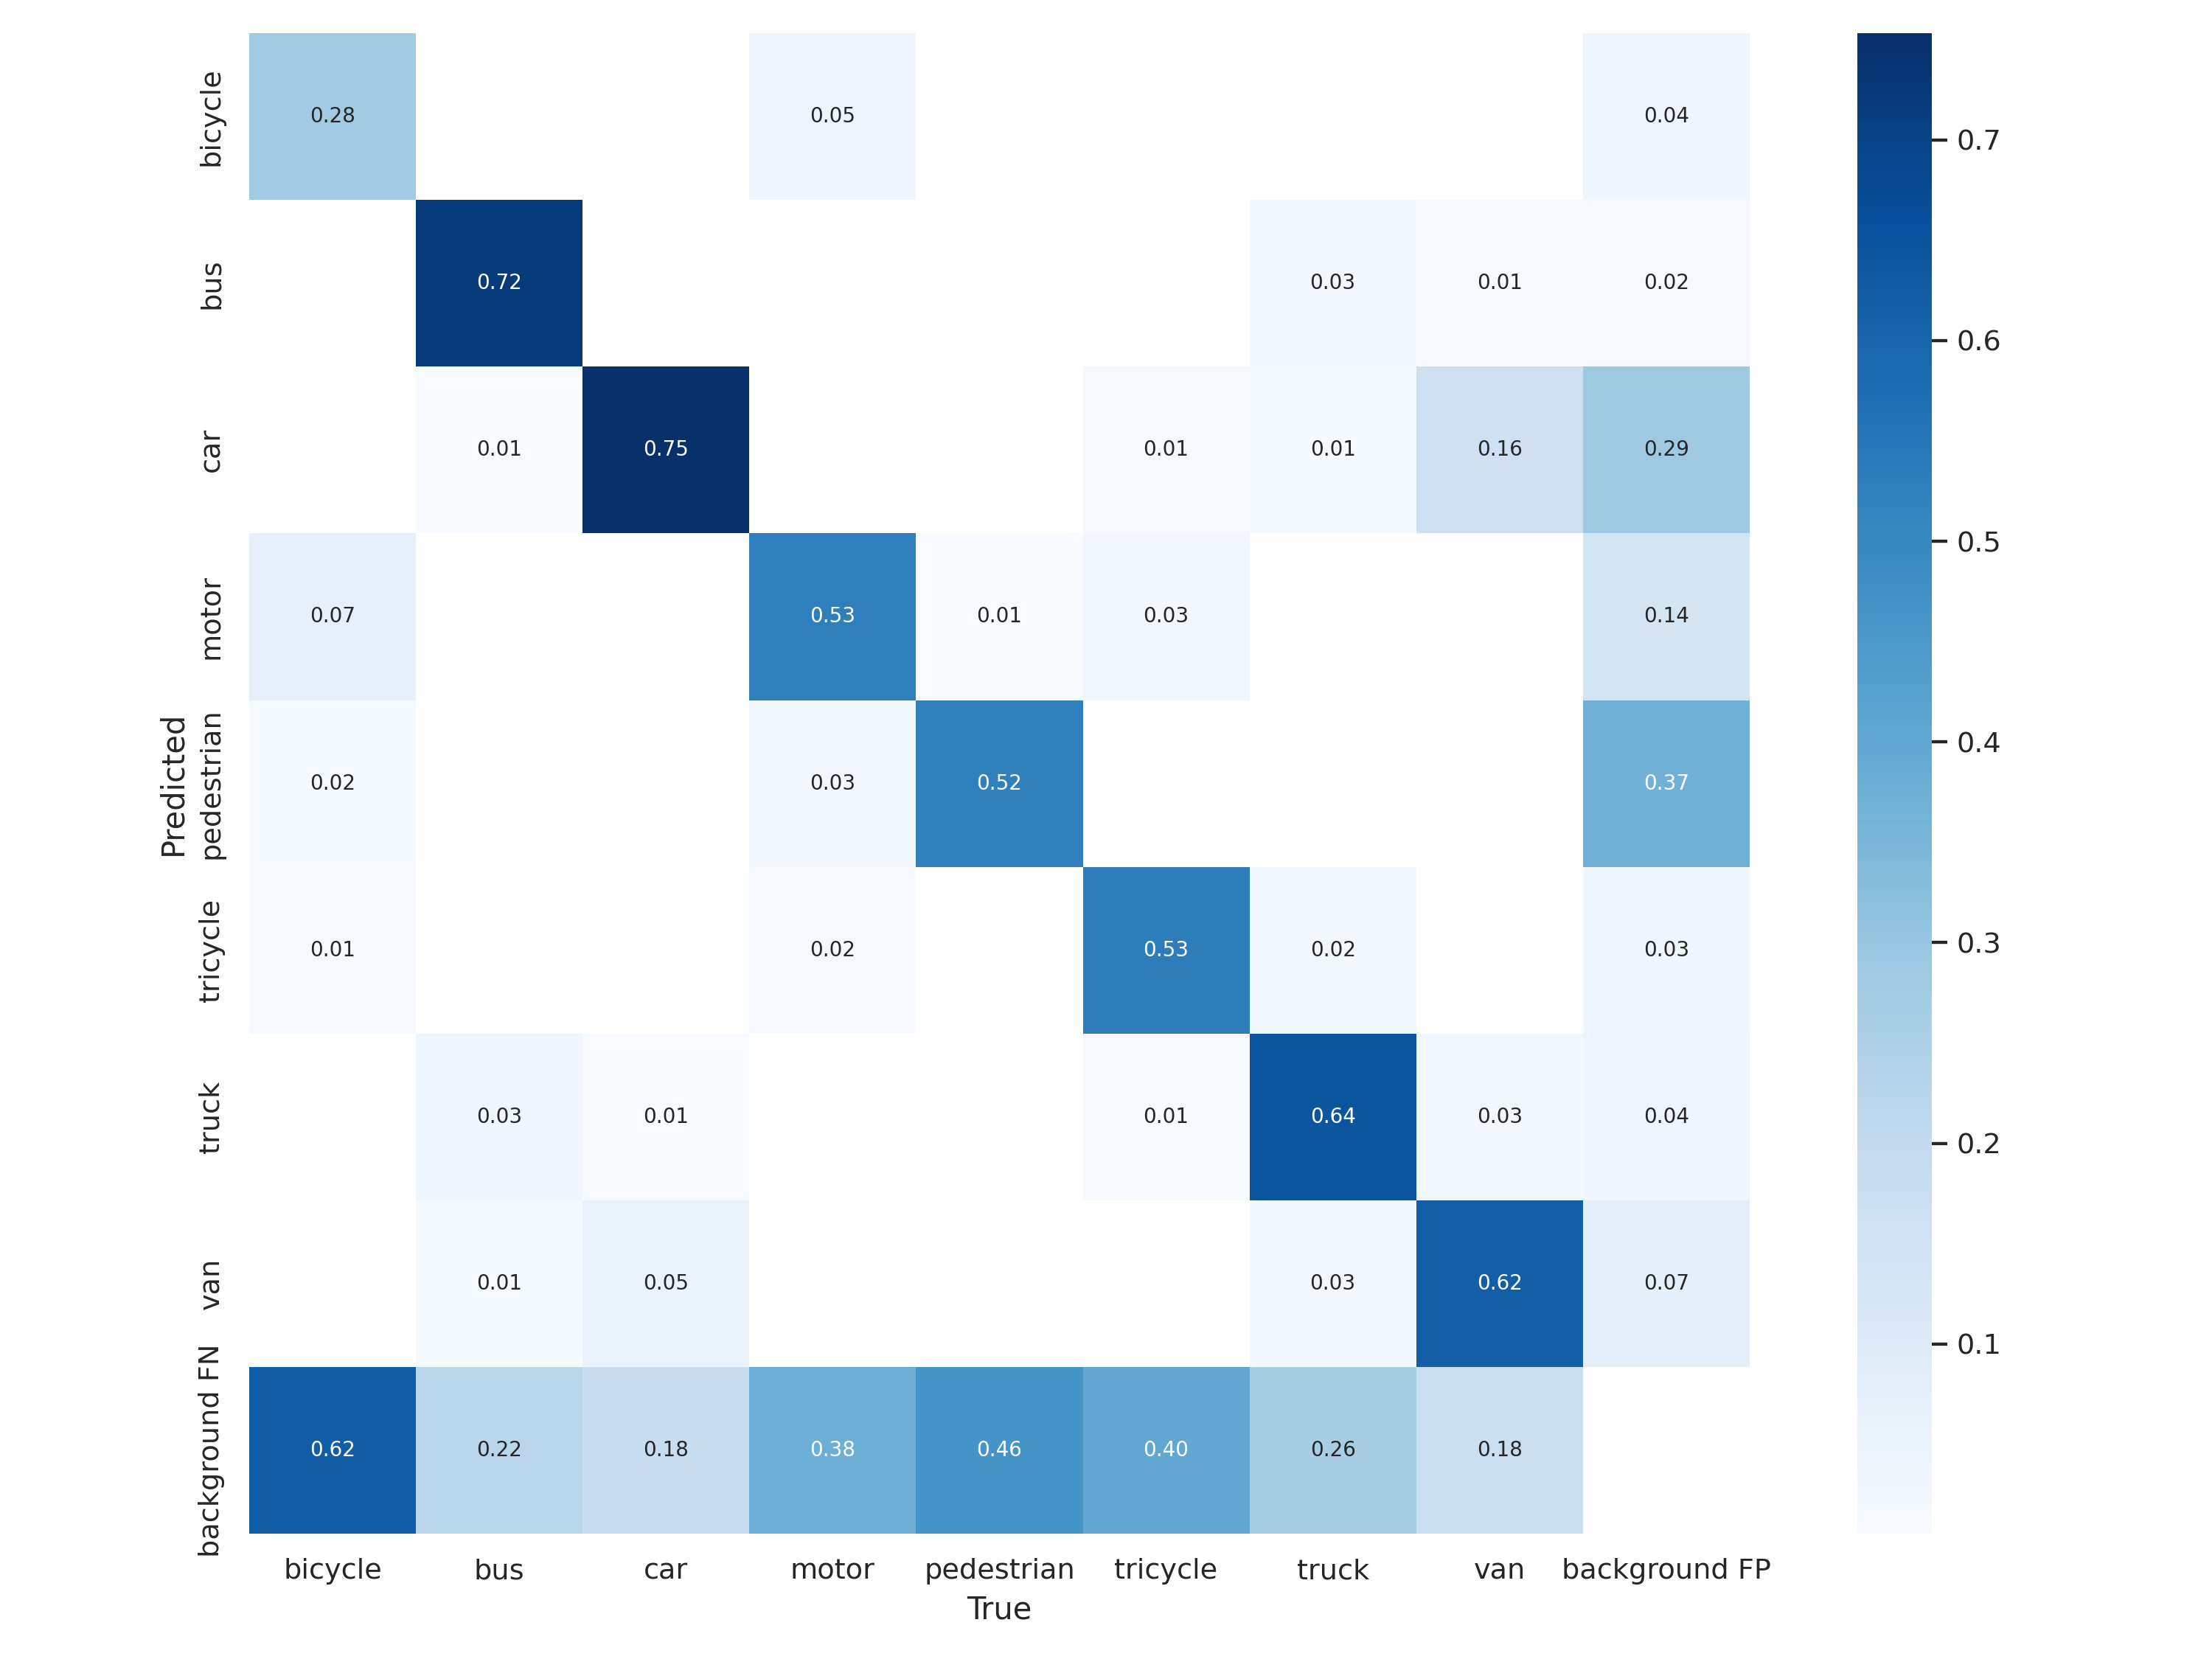 bicycle 0.28 0.05 0.04
bus 0.72 0.03 0.01 0.02
car 0.01 0.75 0.01 0.01 0.16 0.29
motor 0.07 0.53 0.01 0.03 0.14
pedestrian 0.02 0.03 0.52 0.37
tricycle 0.01 0.02 0.53 0.02 0.03
truck 0.03 0.01 0.01 0.64 0.03 0.04
van 0.01 0.05 0.03 0.62 0.07
background FN 0.62 0.22 0.18 0.38 0.46 0.40 0.26 0.18
bicycle bus car motor pedestrian tricycle truck van background FP
True
Predicted
0.7
0.6
0.5
0.4
0.3
0.2
0.1